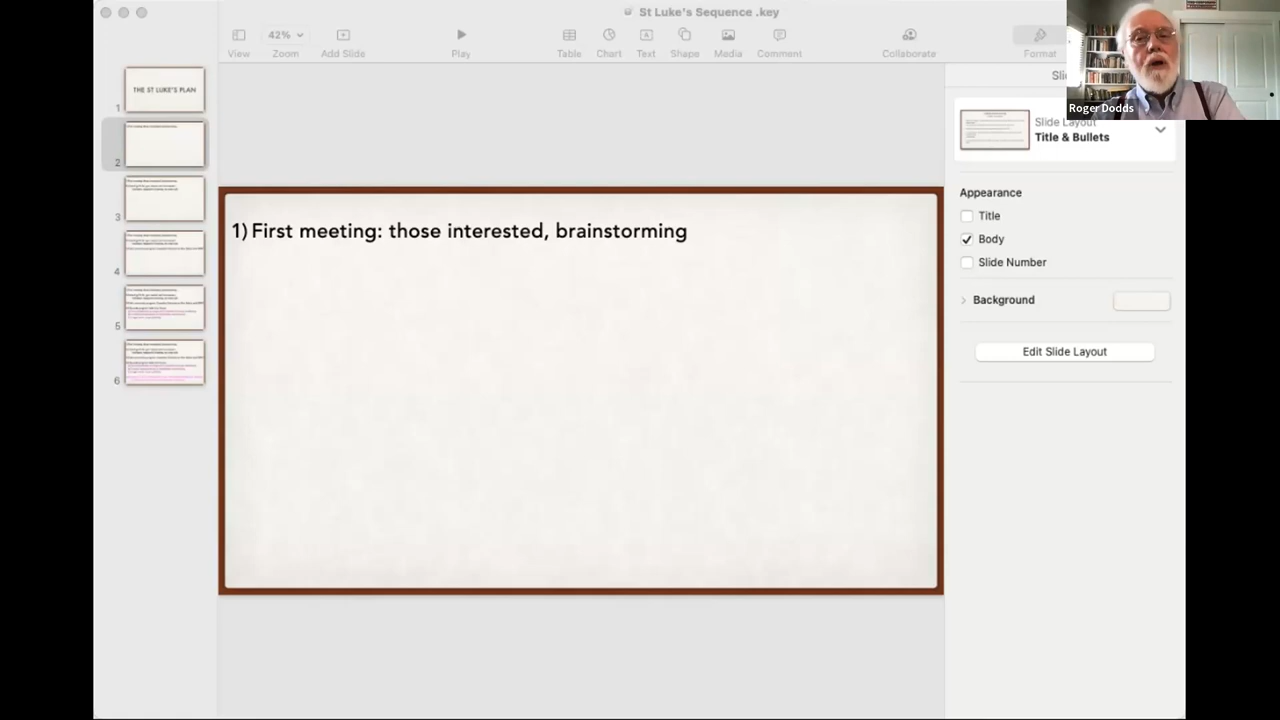 St Luke's Sequence .key
42%
View
Zoom
Add Slide
Play
Table
Chart
Text
Shape
Media
Comment
Collaborate
Format
Roger Dodds
1
THE ST LUKE'S PLAN
2
3
4
5
6
1) First meeting: those interested, brainstorming
Slide Layout
Title & Bullets
Appearance
Title
Body
Slide Number
Background
Edit Slide Layout